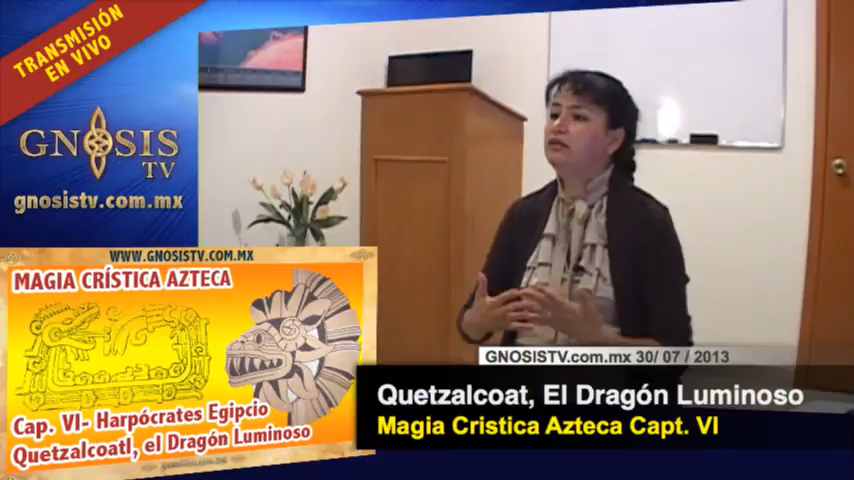 TRANSMISIÓN
EN VIVO
GNOSIS
TV
gnosistv.com.mx
WWW.GNOSISTV.COM.MX
MAGIA CRÍSTICA AZTECA
Cap. VI- Harpócrates Egipcio
Quetzalcoatl, el Dragón Luminoso
GNOSISTV.com.mx 30/ 07 / 2013
Quetzalcoat, El Dragón Luminoso
Magia Cristica Azteca Capt. VI